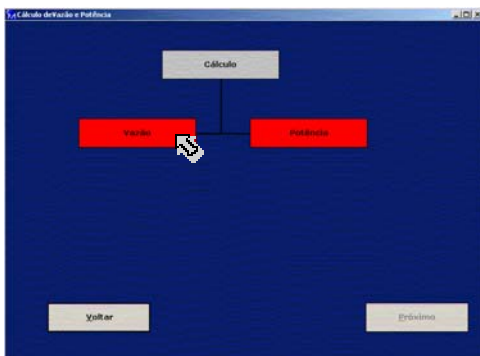 Cálculo deVazão e Potência
Cálculo
Vazão
Potência
Voltar
Próximo